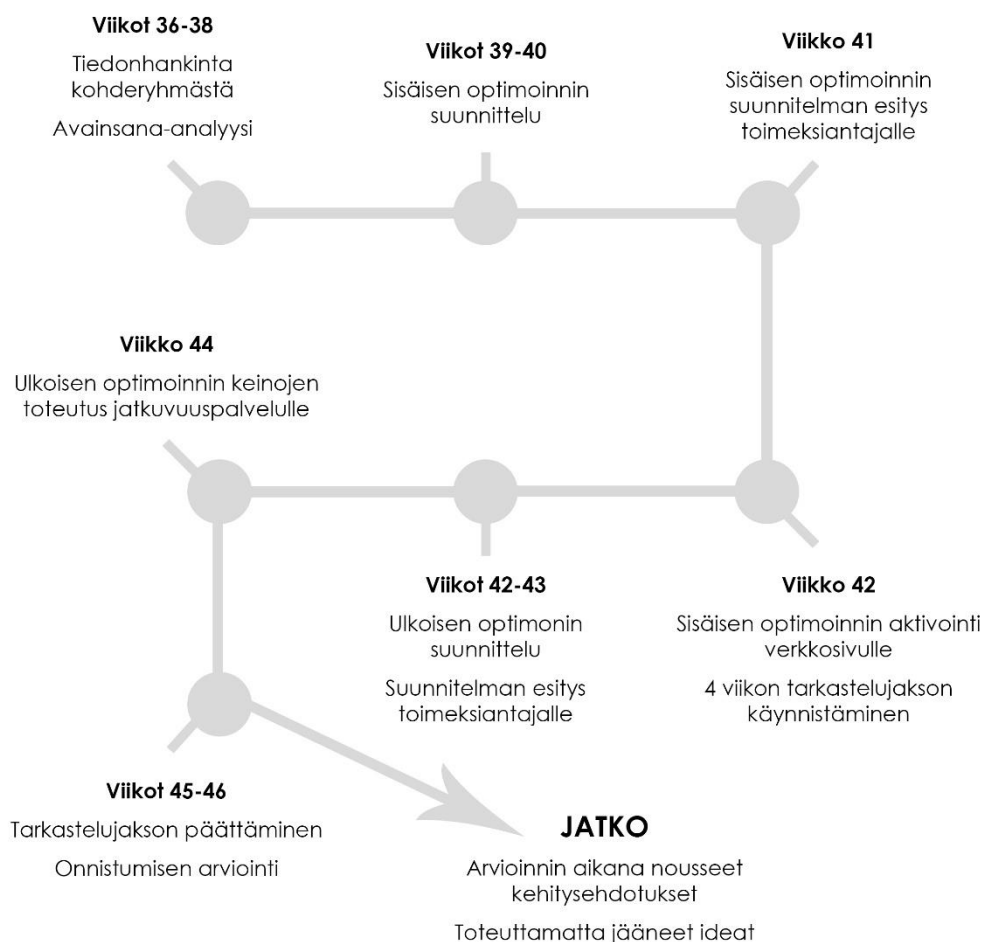 Viikot 36-38
Tiedonhankinta
kohderyhmästä
Avainsana-analyysi
Viikot 39-40
Sisäisen optimoinnin
suunnittelu
Viikko 41
Sisäisen optimoinnin
suunnitelman esitys
toimeksiantajalle
Viikko 42
Sisäisen optimoinnin aktivointi
verkkosivulle
4 viikon tarkastelujakson
käynnistäminen
Viikot 42-43
Ulkoisen optimonin
suunnittelu
Suunnitelman esitys
toimeksiantajalle
Viikko 44
Ulkoisen optimoinnin keinojen
toteutus jatkuvuuspalvelulle
Viikot 45-46
Tarkastelujakson päättäminen
Onnistumisen arviointi
JATKO
Arvioinnin aikana nousseet
kehitysehdotukset
Toteuttamatta jääneet ideat